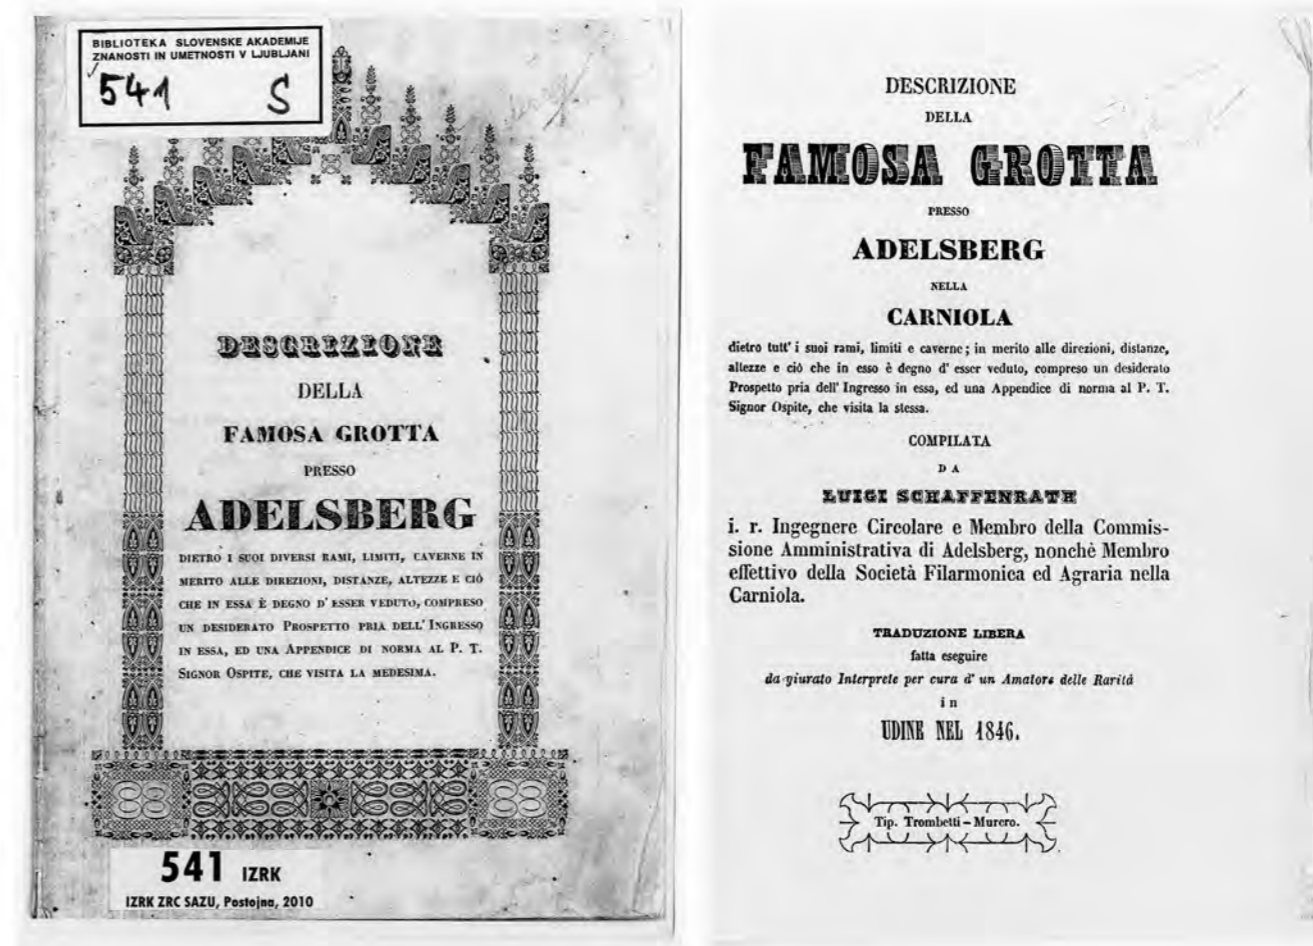 BIBLIOTEKA SLOVENSKE AKADEMIJE
ZNANOSTI IN UMETNOSTI V LJUBLJANI
541 S
DESCRIZIONE
DELLA
FAMOSA GROTTA
PRESSO
ADELSBERG
DIETRO I SUOI DIVERSI RAMI, LIMITI, CAVERNE IN
MERITO ALLE DIREZIONI, DISTANZE, ALTEZZE E CIÒ
CHE IN ESSA È DEGNO D' ESSER VEDUTO, COMPRESO
UN DESIDERATO PROSPETTO PRIA DELL' INGRESSO
IN ESSA, ED UNA APPENDICE DI NORMA AL P. T.
SIGNOR OSPITE, CHE VISITA LA MEDESIMA.
541 IZRK
IZRK ZRC SAZU, Postojna, 2010
DESCRIZIONE
DELLA
FAMOSA GROTTA
PRESSO
ADELSBERG
NELLA
CARNIOLA
dietro tutt' i suoi rami, limiti e caverne; in merito alle direzioni, distanze,
altezze e ciò che in esso è degno d' esser veduto, compreso un desiderato
Prospetto pria dell' Ingresso in essa, ed una Appendice di norma al P. T.
Signor Ospite, che visita la stessa.
COMPILATA
DA
LUIGI SCHAFFENRATH
i. r. Ingegnere Circolare e Membro della Commis-
sione Amministrativa di Adelsberg, nonchè Membro
effettivo della Società Filarmonica ed Agraria nella
Carniola.
TRADUZIONE LIBERA
fatta eseguire
da giurato Interprete per cura d' un Amatore delle Rarità
in
UDINE NEL 1846.
Tip. Trombetti - Murero.